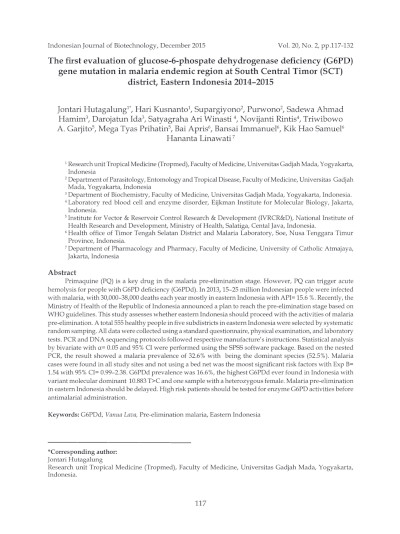 Indonesian Journal of Biotechnology, December 2015 Vol. 20, No. 2, pp.117-132
The first evaluation of glucose-6-phospate dehydrogenase deficiency (G6PD)
gene mutation in malaria endemic region at South Central Timor (SCT)
district, Eastern Indonesia 2014–2015
Jontari Hutagalung¹*, Hari Kusnanto¹, Supargiyono², Purwono², Sadewa Ahmad
Hamim³, Darojatun Ida³, Satyagraha Ari Winasti ⁴, Novijanti Rintis⁴, Triwibowo
A. Garjito⁵, Mega Tyas Prihatin⁵, Bai Apris⁶, Bansai Immanuel⁶, Kik Hao Samuel⁶
Hananta Linawati ⁷
¹ Research unit Tropical Medicine (Tropmed), Faculty of Medicine, Universitas Gadjah Mada, Yogyakarta,
Indonesia
² Department of Parasitology, Entomology and Tropical Disease, Faculty of Medicine, Universitas Gadjah
Mada, Yogyakarta Indonesia
³ Department of Biochemistry, Faculty of Medicine, Universitas Gadjah Mada, Yogyakarta, Indonesia.
⁴ Laboratory red blood cell and enzyme disorder, Eijkman Institute for Biology Molecular, Jakarta,
Indonesia.
⁵ Institute for Vector & Reservoir Control Research & Development (IVRCR&D), National Institute of
Health Research and Development, Ministry of Health, Salatiga, Cental Java, Indonesia.
⁶ Health office of Timor Tengah Selatan District and Malaria Laboratory, Soe, Nusa Tenggara Timur
Province, Indonesia.
⁷ Department of Pharmacology and Pharmacy, Faculty of Medicine, University of Catholic Atmajaya,
Jakarta, Indonesia
Abstract
Primaquine (PQ) is a key drug in the malaria pre-elimination stage. However, PQ can trigger acute
hemolysis for people with G6PD deficiency (G6PDd). In 2013, 15–25 million Indonesian people were infected
with malaria, with 30,000–38,000 deaths each year mostly in eastern Indonesia with API= 15.6 %. Recently, the
Ministry of Health of the Republic of Indonesia announced a plan to reach the pre-elimination stage based on
WHO guidelines. This study assesses whether eastern Indonesia should proceed with the activities of malaria
pre-elimination. A total 555 healthy people in five subdistricts in eastern Indonesia were selected by systematic
random samping. All data were collected using a standard questionnaire, physical examination, and laboratory
tests. PCR and DNA sequencing protocols followed respective manufacture's instructions. Statistical analysis
by bivariate with α= 0.05 and 95% CI were performed using the SPSS software package. Based on the nested
PCR, the result showed a malaria prevalence of 32.6% with being the dominant species (52.5%). Malaria
cases were found in all study sites and not using a bed net was the moost significant risk factors with Exp B=
1.54 with 95% CI= 0.99–2.38. G6PDd prevalence was 16.6%, the highest G6PDd ever found in Indonesia with
variant molecular dominant 10.883 T>C and one sample with a heterozygous female. Malaria pre-elimination
in eastern Indonesia should be delayed. High risk patients should be tested for enzyme G6PD activities before
antimalarial administration.
Keywords: G6PDd, Vanua Lava, Pre-elimination malaria, Eastern Indonesia
*Corresponding author:
Jontari Hutagalung
Research unit Tropical Medicine (Tropmed), Faculty of Medicine, Universitas Gadjah Mada, Yogyakarta,
Indonesia.
117